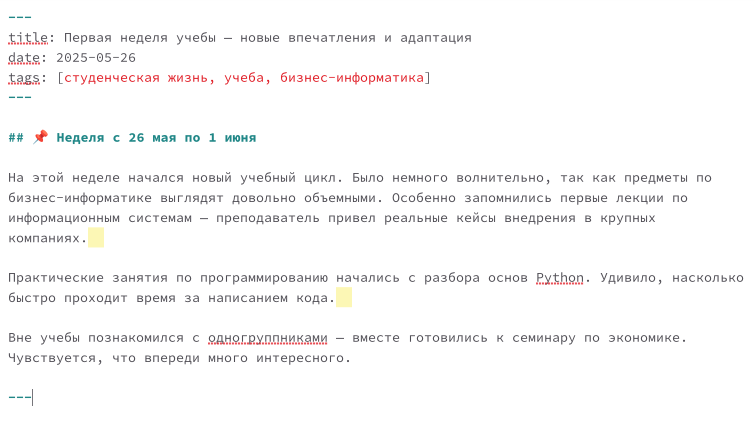 ---
title: Первая неделя учебы — новые впечатления и адаптация
date: 2025-05-26
tags: [студенческая жизнь, учеба, бизнес-информатика]
---
## 📌 Неделя с 26 мая по 1 июня
На этой неделе начался новый учебный цикл. Было немного волнительно, так как предметы по
бизнес-информатике выглядят довольно объемными. Особенно запомнились первые лекции по
информационным системам — преподаватель привел реальные кейсы внедрения в крупных
компаниях.
Практические занятия по программированию начались с разбора основ Python. Удивило, насколько
быстро проходит время за написанием кода.
Вне учебы познакомился с одногруппниками — вместе готовились к семинару по экономике.
Чувствуется, что впереди много интересного.
---